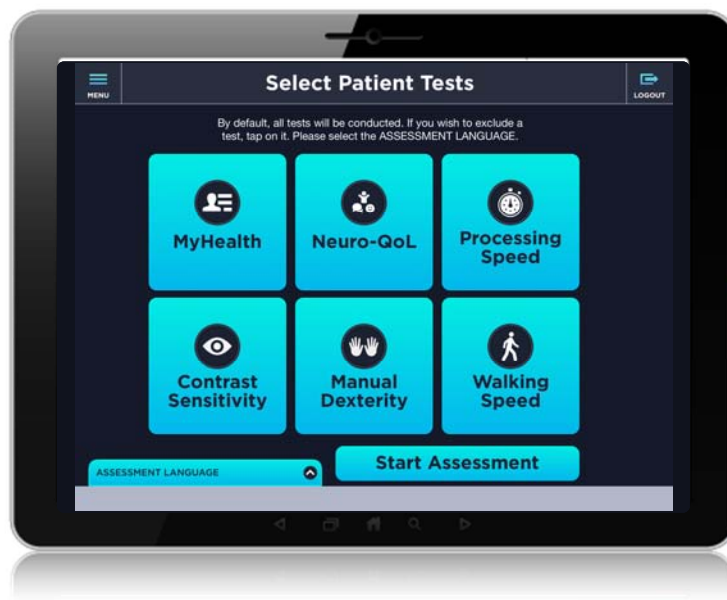 Select Patient Tests
MENU
LOGOUT
By default, all tests will be conducted. If you wish to exclude a
test, tap on it. Please select the ASSESSMENT LANGUAGE.
MyHealth
Neuro-QoL
Processing
Speed
Contrast
Sensitivity
Manual
Dexterity
Walking
Speed
ASSESSMENT LANGUAGE
Start Assessment